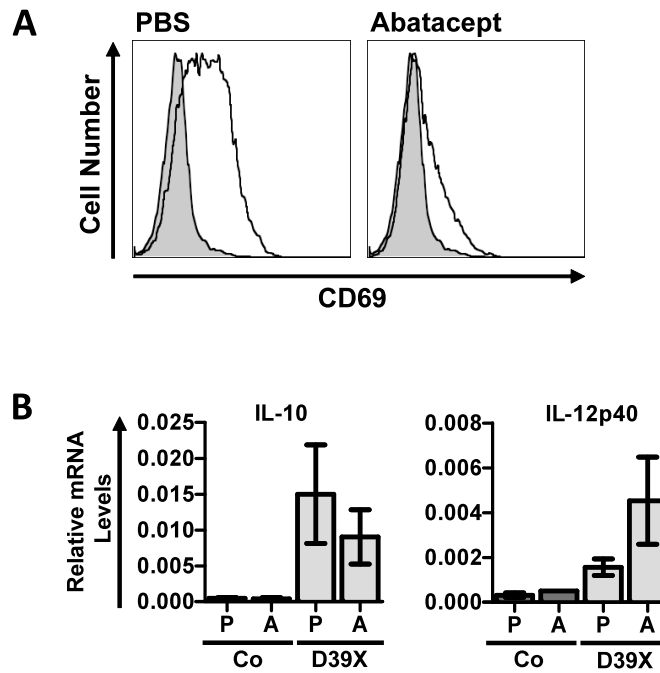 A
PBS
Abatacept
Cell Number
CD69
B
IL-10
Relative mRNA
Levels
0.025
0.020
0.015
0.010
0.005
0.000
P A P A
Co D39X
IL-12p40
0.008
0.006
0.004
0.002
0.000
P A P A
Co D39X